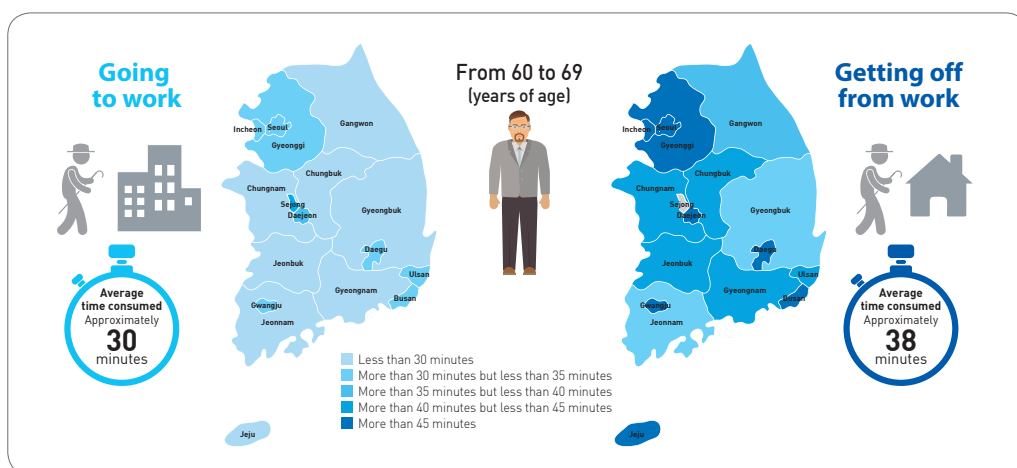 Going
to work
From 60 to 69
(years of age)
Getting off
from work
Incheon
Seoul
Gyeonggi
Gangwon
Chungnam
Chungbuk
Sejong
Daejeon
Gyeongbuk
Daegu
Jeonbuk
Ulsan
Gyeongnam
Busan
Gwangju
Jeonnam
Jeju
Incheon
Seoul
Gyeonggi
Gangwon
Chungnam
Chungbuk
Sejong
Daejeon
Gyeongbuk
Daegu
Jeonbuk
Ulsan
Gyeongnam
Busan
Gwangju
Jeonnam
Jeju
Average
time consumed
Approximately
30
minutes
Average
time consumed
Approximately
38
minutes
Less than 30 minutes
More than 30 minutes but less than 35 minutes
More than 35 minutes but less than 40 minutes
More than 40 minutes but less than 45 minutes
More than 45 minutes